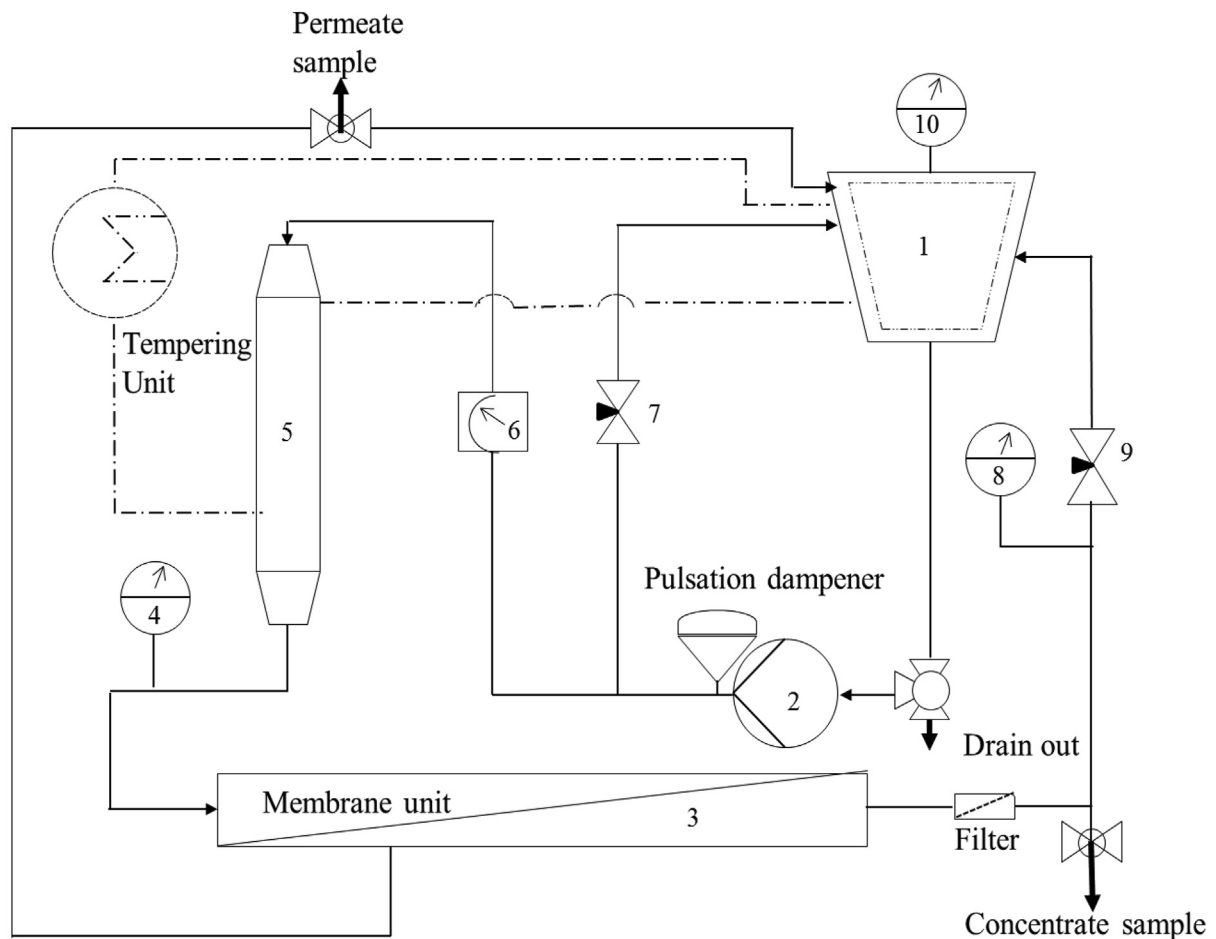 Permeate
sample
10
1
Tempering
Unit
5
6
7
8
9
4
Pulsation dampener
2
Drain out
Membrane unit
3
Filter
Concentrate sample